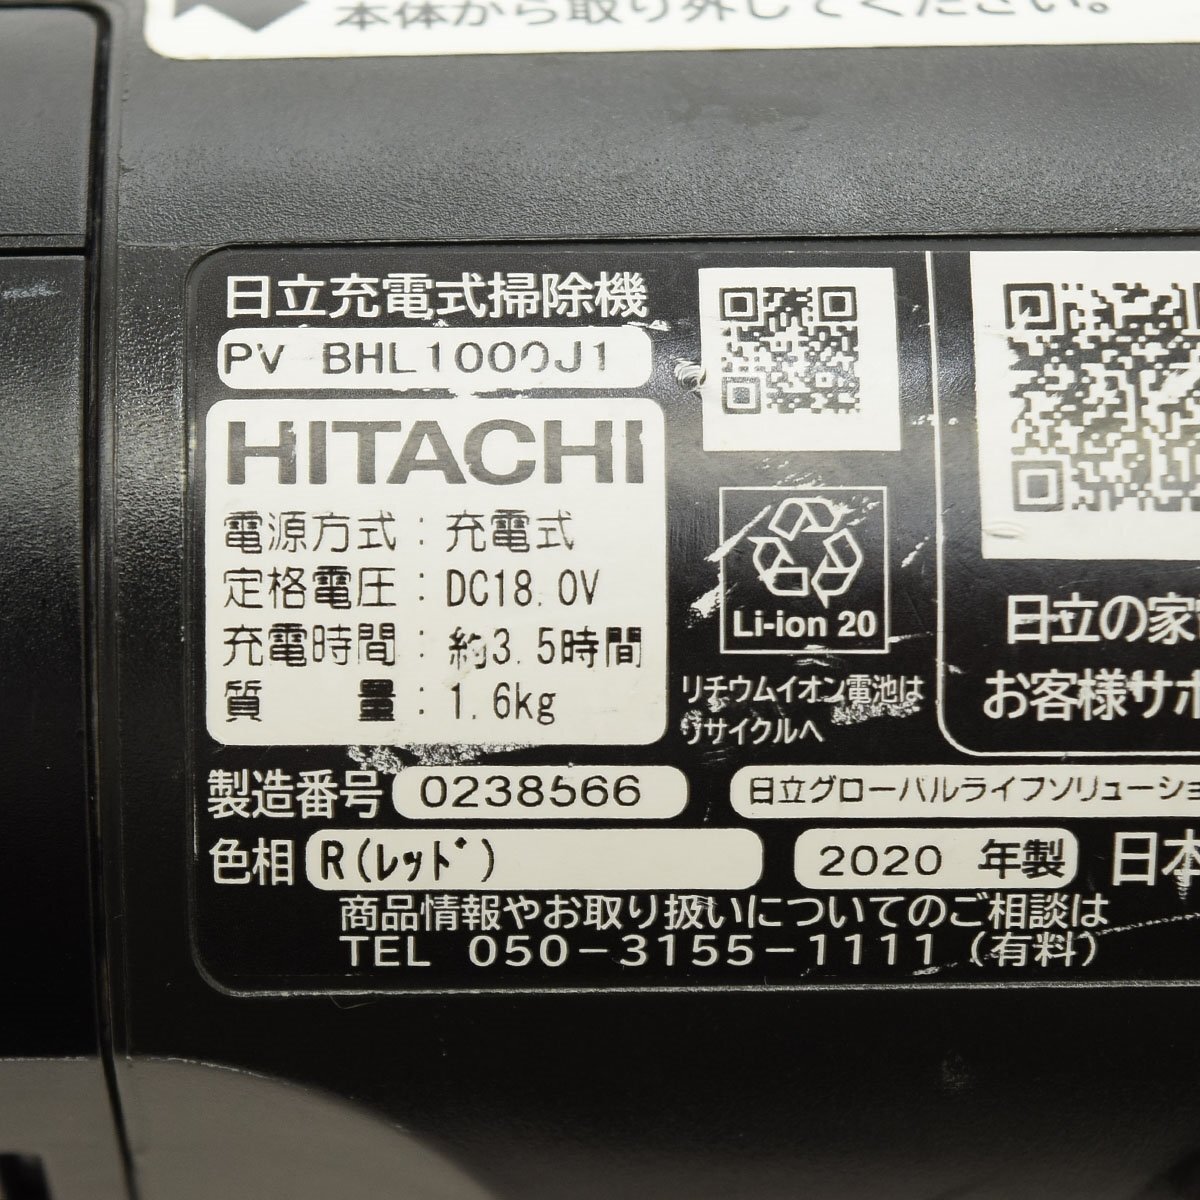 本体から取り外してください。
日立充電式掃除機
PV BHL1000J1
HITACHI
電源方式：充電式
定格電圧：DC18.0V
充電時間：約3.5時間
質 量：1.6kg
Li-ion 20
リチウムイオン電池は
リサイクルへ
日立の家
お客様サポ
製造番号 0238566
日立グローバルライフソリューショ
色相 R(レッド)
2020 年製
日本
商品情報やお取り扱いについてのご相談は
TEL 050-3155-1111 (有料)